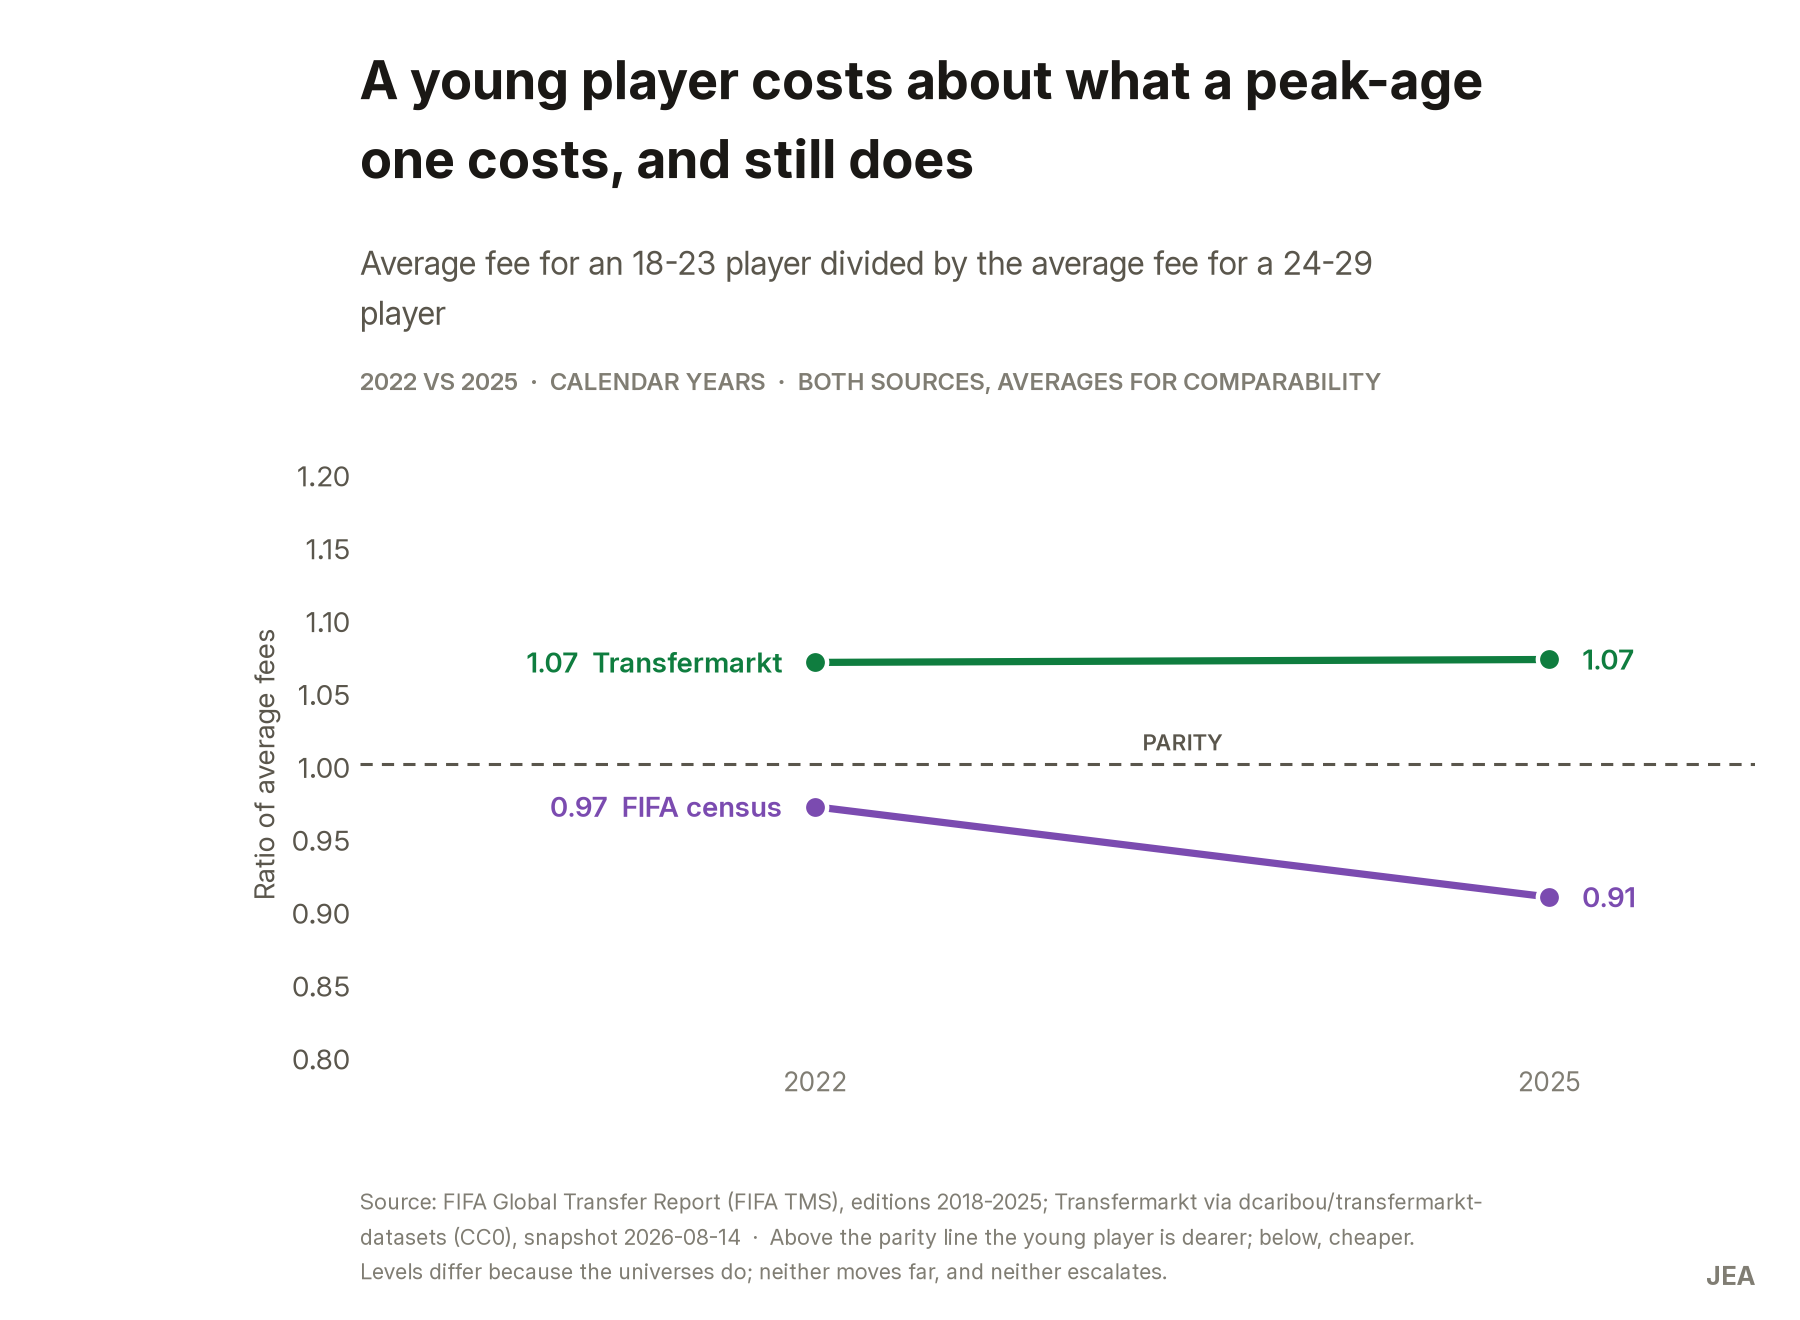 A young player costs about what a peak-age
one costs, and still does
Average fee for an 18-23 player divided by the average fee for a 24-29
player
2022 VS 2025 · CALENDAR YEARS · BOTH SOURCES, AVERAGES FOR COMPARABILITY
Ratio of average fees
1.20
1.15
1.10
1.05
1.00
0.95
0.90
0.85
0.80
1.07 Transfermarkt
1.07
PARITY
0.97 FIFA census
0.91
2022
2025
Source: FIFA Global Transfer Report (FIFA TMS), editions 2018-2025; Transfermarkt via dcaribou/transfermarkt-
datasets (CC0), snapshot 2026-08-14 · Above the parity line the young player is dearer; below, cheaper.
Levels differ because the universes do; neither moves far, and neither escalates.
JEA